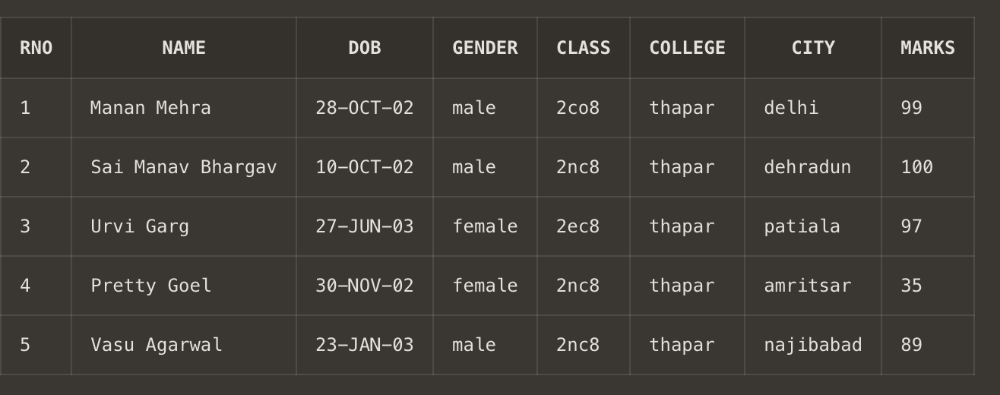 RNO NAME DOB GENDER CLASS COLLEGE CITY MARKS
1 Manan Mehra 28-OCT-02 male 2co8 thapar delhi 99
2 Sai Manav Bhargav 10-OCT-02 male 2nc8 thapar dehradun 100
3 Urvi Garg 27-JUN-03 female 2ec8 thapar patiala 97
4 Pretty Goel 30-NOV-02 female 2nc8 thapar amritsar 35
5 Vasu Agarwal 23-JAN-03 male 2nc8 thapar najibabad 89